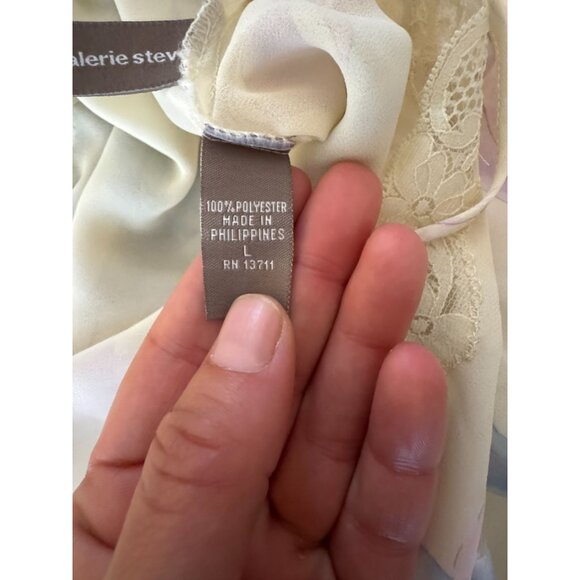 alerie stev
100% POLYESTER
MADE IN
PHILIPPINES
L
RN 13711